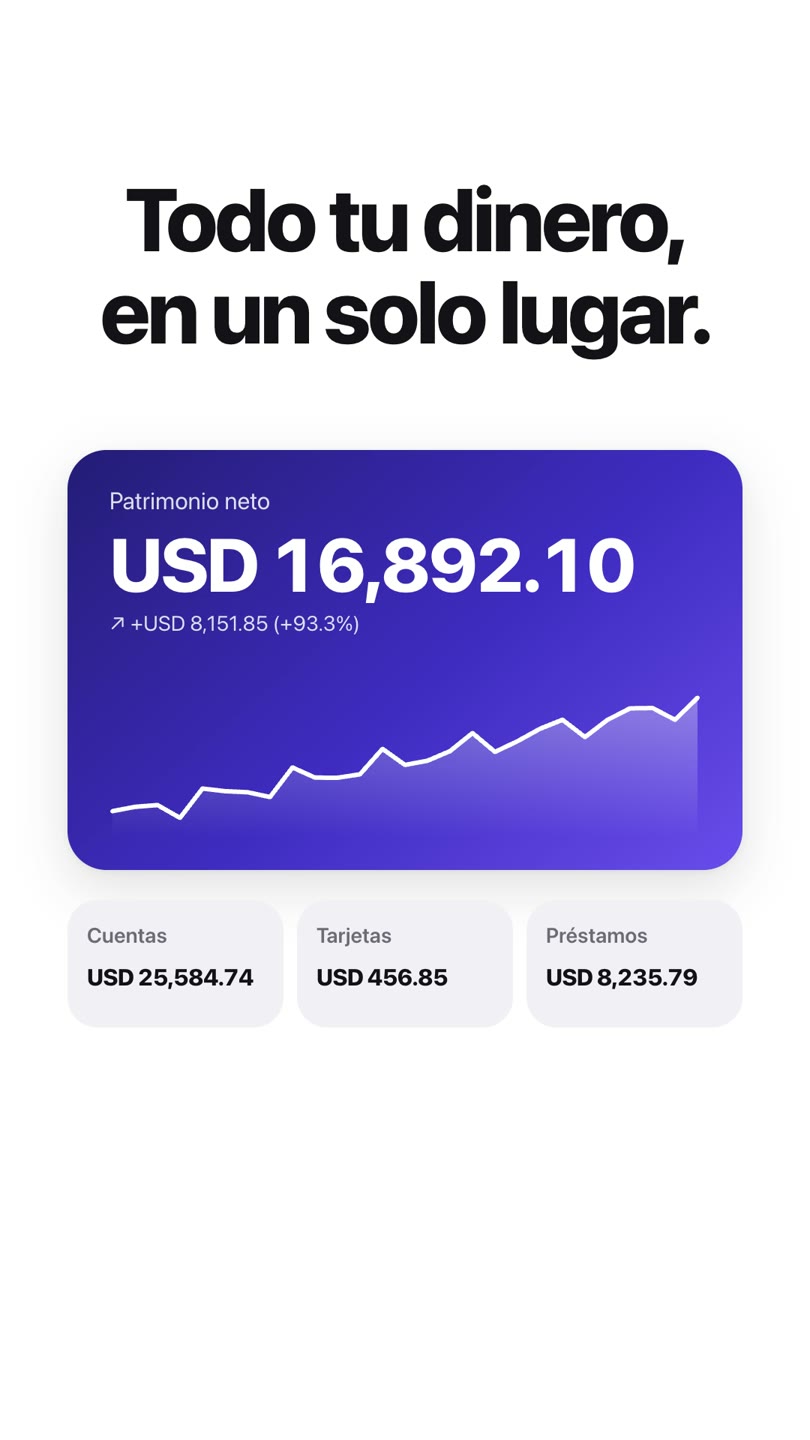 Todo tu dinero,
en un solo lugar.
Patrimonio neto
USD 16,892.10
↗ +USD 8,151.85 (+93.3%)
Cuentas
USD 25,584.74
Tarjetas
USD 456.85
Préstamos
USD 8,235.79